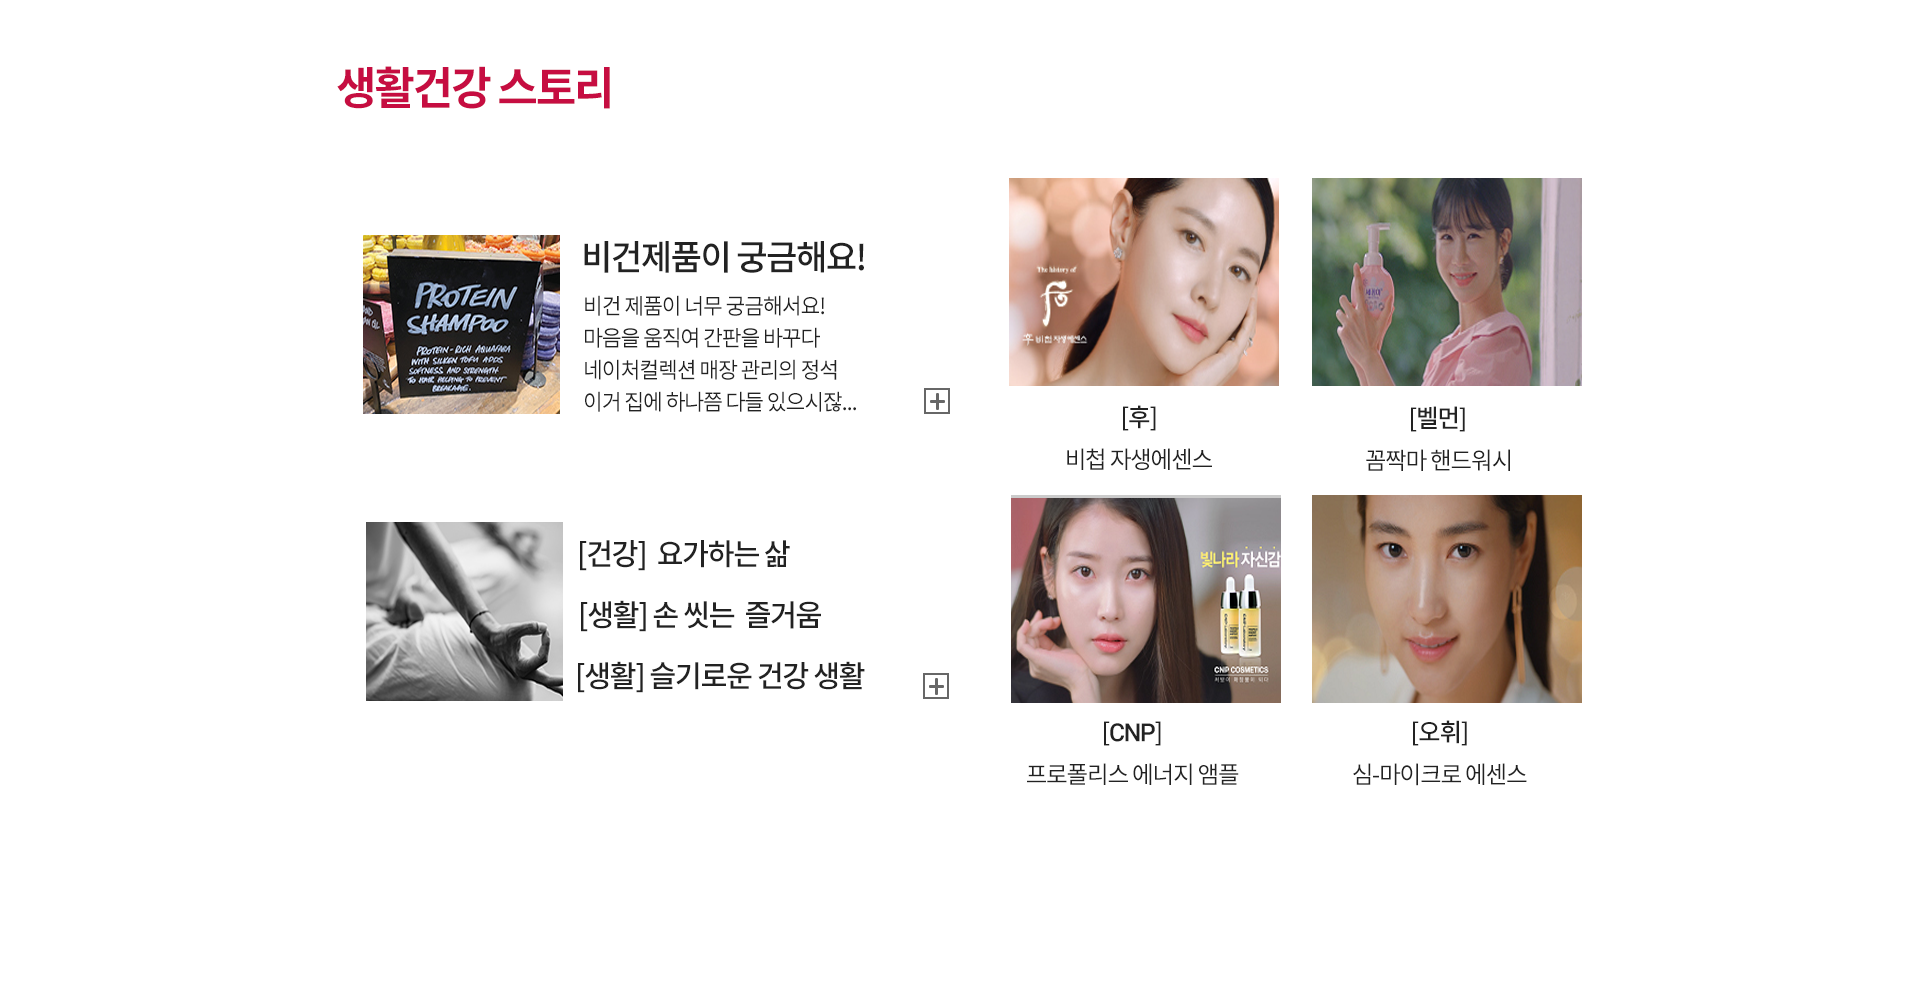 생활건강 스토리
PROTEIN
SHAMPOO
PROTEIN-RICH AQUAFABA
WITH SILKEN TOFU ADDS
SOFTNESS AND STRENGTH
TO HAIR HELPING TO PREVENT
BREAKAGE.
비건제품이 궁금해요!
비건 제품이 너무 궁금해서요!
마음을 움직여 간판을 바꾸다
네이처컬렉션 매장 관리의 정석
이거 집에 하나쯤 다들 있으시잖...
[건강] 요가하는 삶
[생활] 손 씻는 즐거움
[생활] 슬기로운 건강 생활
The history of
후 비첩 자생에센스
[후]
비첩 자생에센스
[벨먼]
꼼짝마 핸드워시
빛나라 자신감
CNP COSMETICS
[CNP]
프로폴리스 에너지 앰플
[오휘]
심-마이크로 에센스